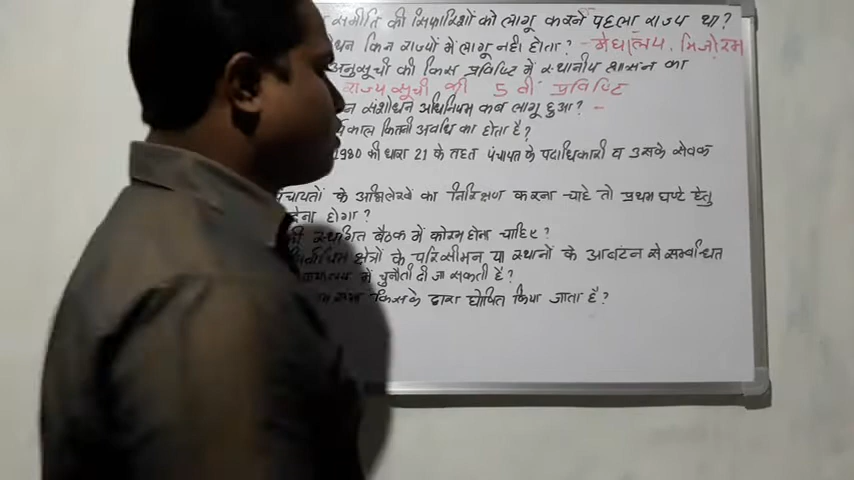 समीति की सिफारिशों को लागू करने पहला राज्य था?
किन राज्यों में लागू नही होता? - मेघालय, मिजोरम
अनुसूची की किस प्रविष्टि में स्थानीय शासन का
राज्य सूची की 5 वी प्रविष्टि
संशोधन अधिनियम कब लागू हुआ? -
काल कितनी अवधि का होता है?
1980 की धारा 21 के तहत पंचायत के पदाधिकारी व उसके सेवक
के अभिलेखों का निरिक्षण करना चाहे तो प्रथम घण्टे हेतु
देना होगा?
स्थगित बैठक में कोरम होना चाहिए?
क्षेत्रों के परिसीमन या स्थानों के आबंटन से सम्बन्धित
में चुनौती दी जा सकती है?
किसके द्वारा घोषित किया जाता है?